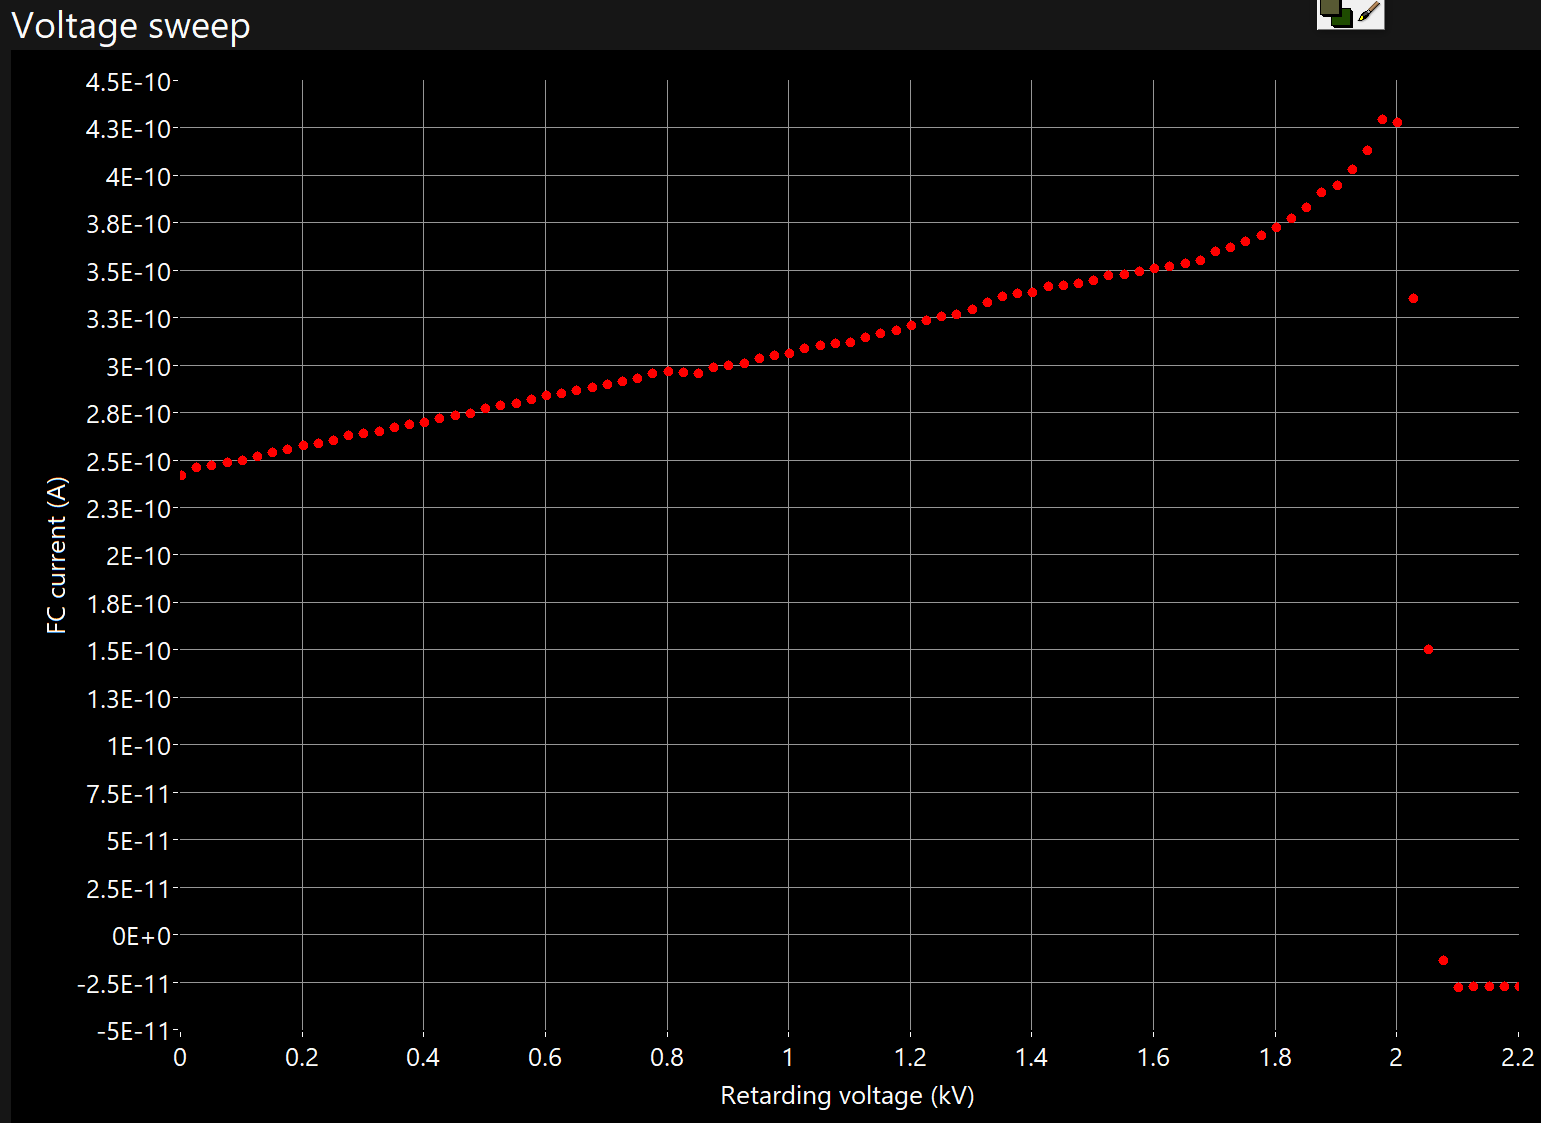 Voltage sweep
4.5E-10
4.3E-10
4E-10
3.8E-10
3.5E-10
3.3E-10
3E-10
2.8E-10
2.5E-10
2.3E-10
2E-10
1.8E-10
1.5E-10
1.3E-10
1E-10
7.5E-11
5E-11
2.5E-11
0E+0
-2.5E-11
-5E-11
FC current (A)
0 0.2 0.4 0.6 0.8 1 1.2 1.4 1.6 1.8 2 2.2
Retarding voltage (kV)